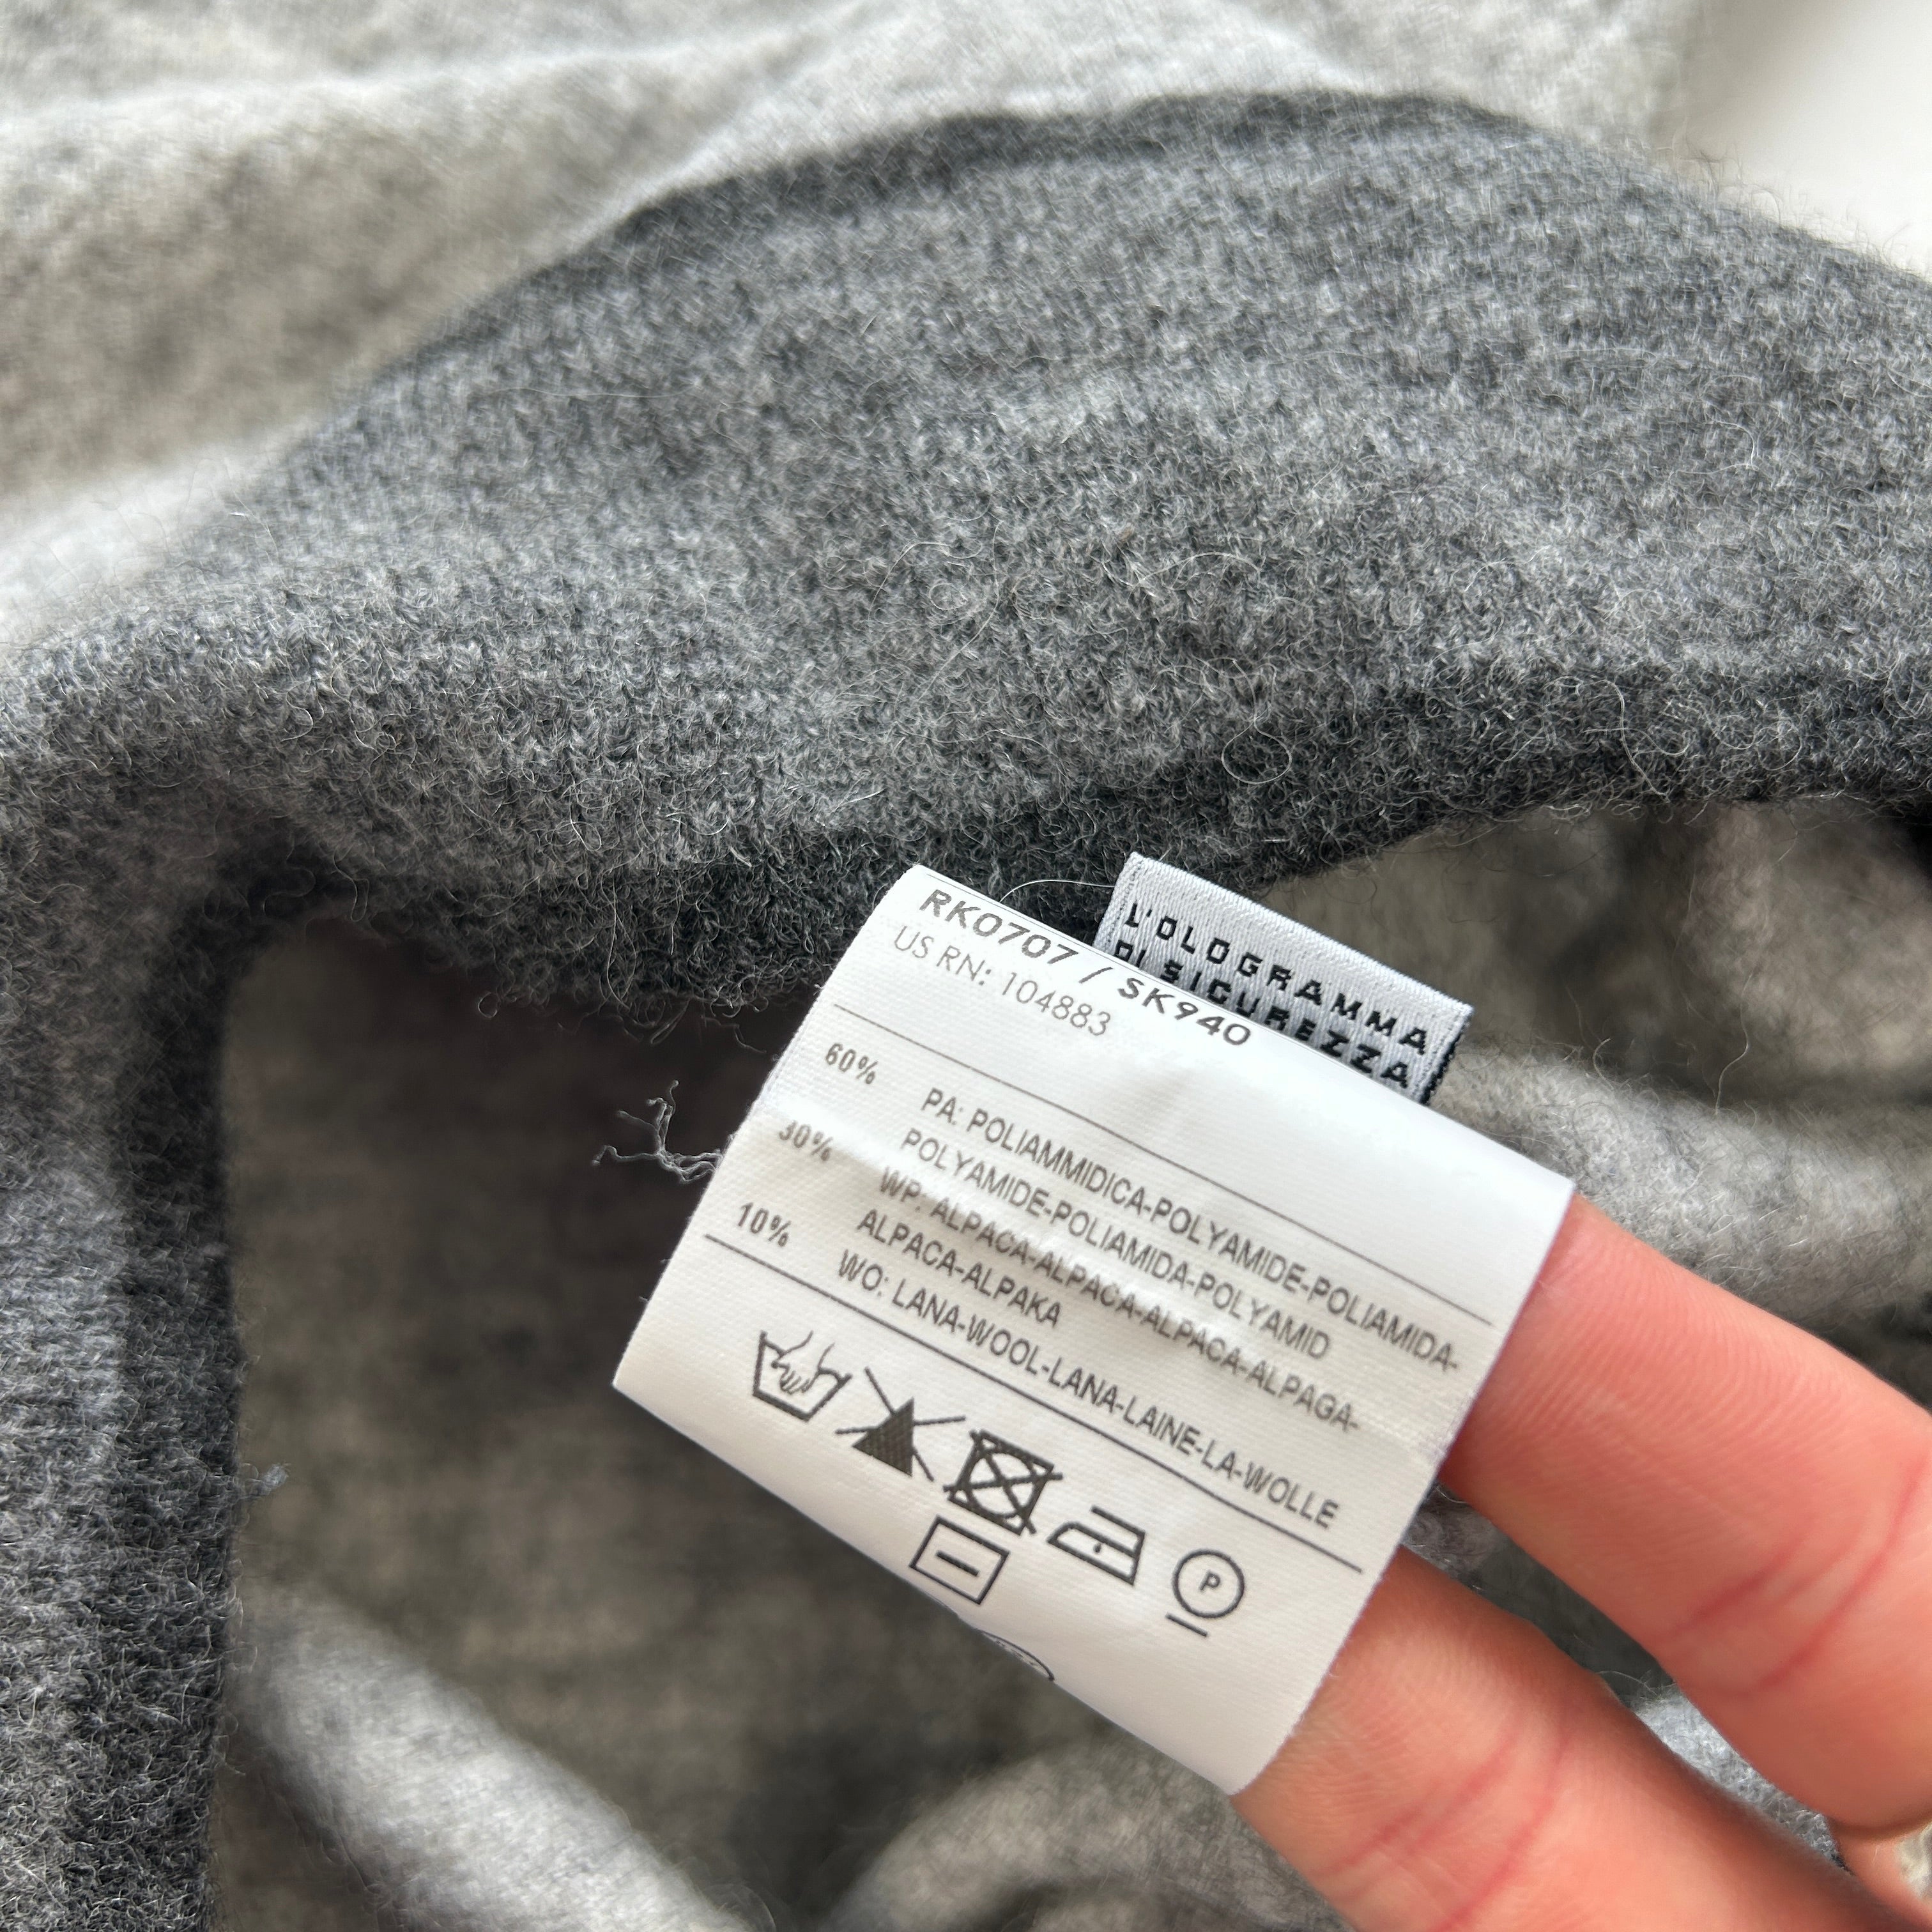 L'OLOGRAMMA
DI SICUREZZA
RK0707 / SK940
US RN: 104883
60% PA: POLIAMMIDICA-POLYAMIDE-POLIAMIDA-
POLYAMIDE-POLIAMIDA-POLYAMID
30% WP: ALPACA-ALPACA-ALPACA-ALPAGA-
ALPACA-ALPAKA
10% WO: LANA-WOOL-LANA-LAINE-LA-WOLLE
P